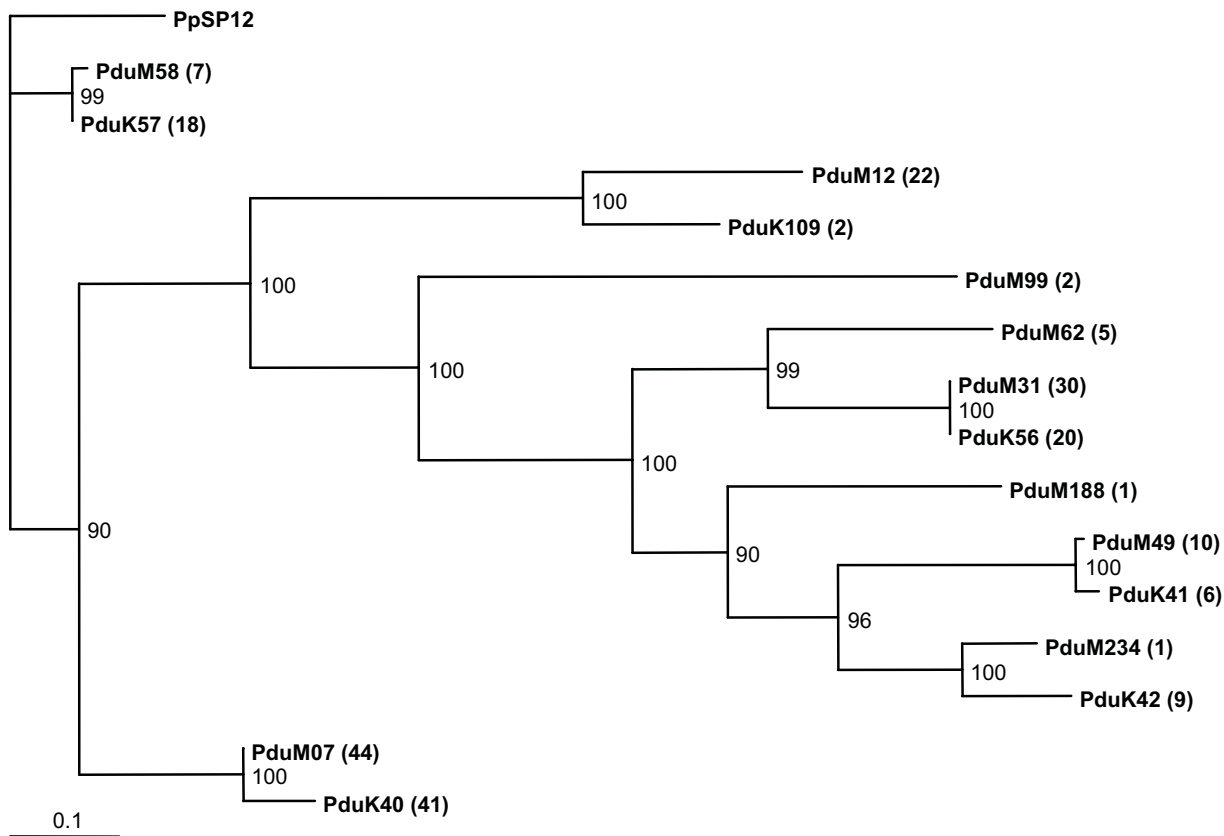 PpSP12
PduM58 (7)
99
PduK57 (18)
PduM12 (22)
100
PduK109 (2)
PduM99 (2)
100
PduM62 (5)
100
99
PduM31 (30)
100
PduK56 (20)
100
PduM188 (1)
90
PduM49 (10)
90
100
PduK41 (6)
96
PduM234 (1)
100
PduK42 (9)
PduM07 (44)
100
PduK40 (41)
0.1